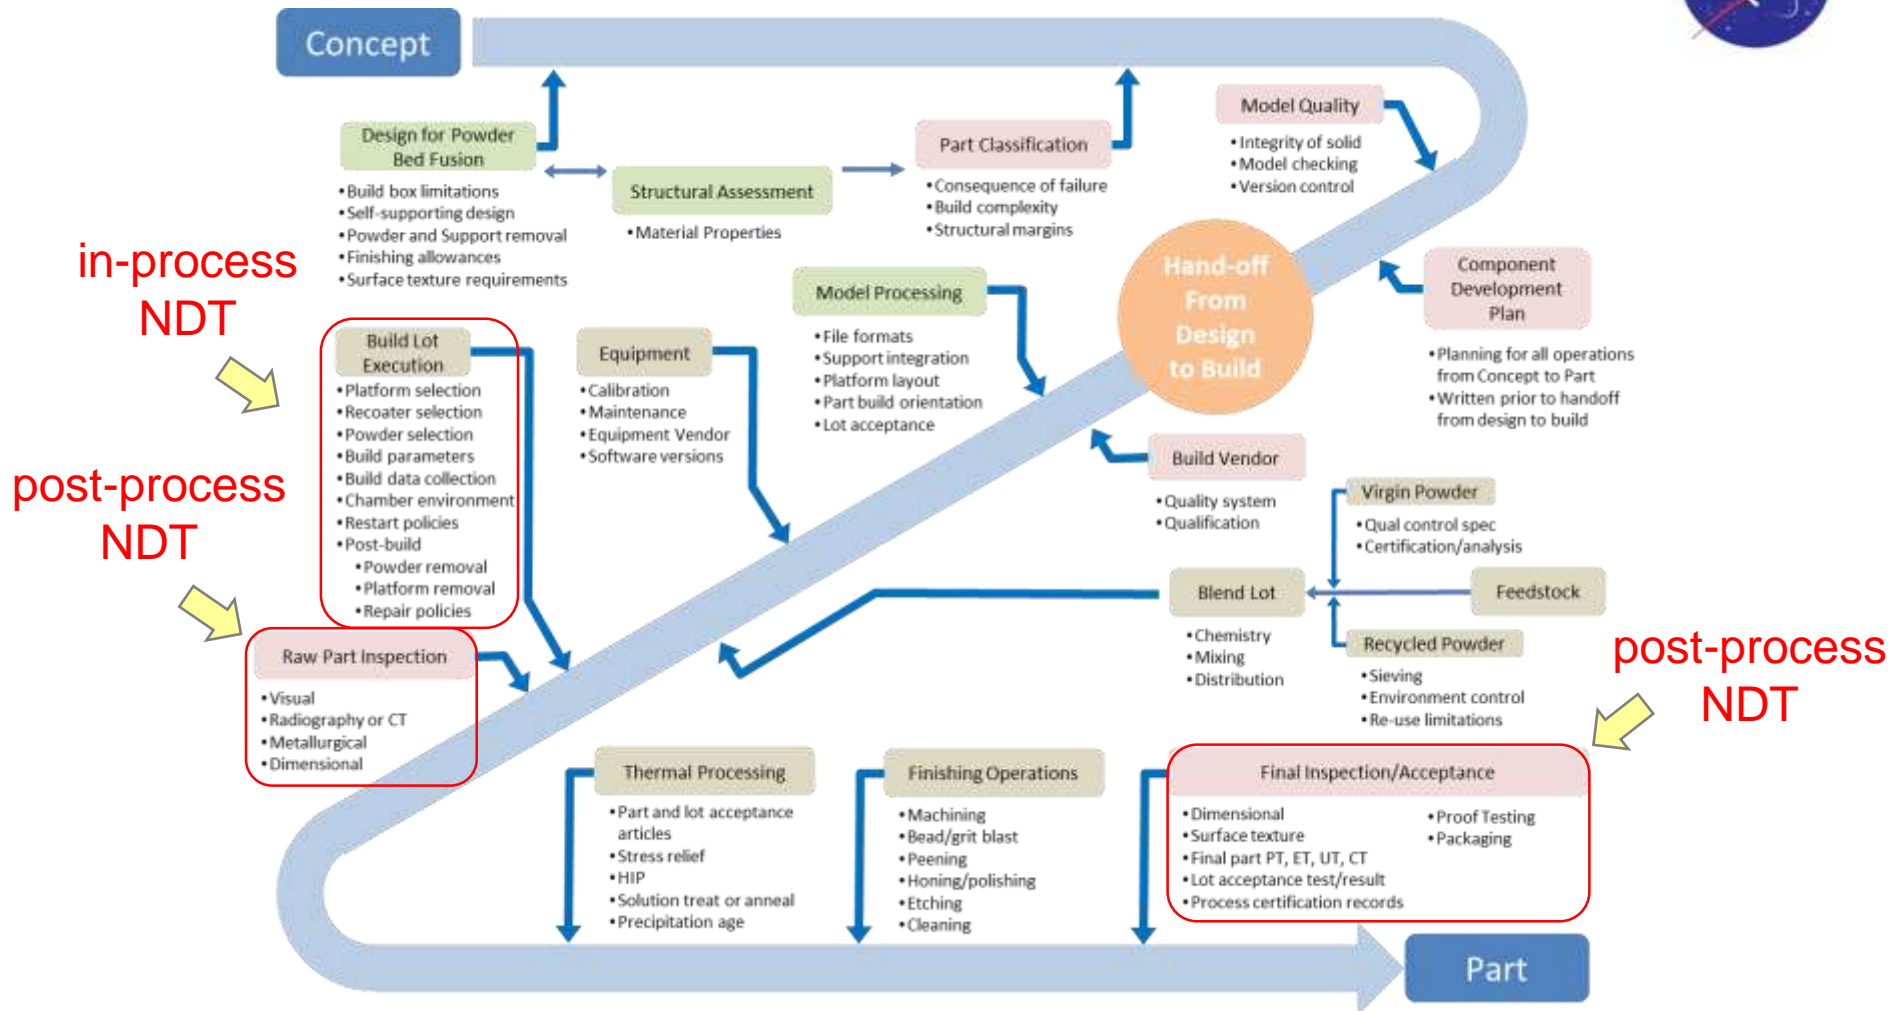 Concept
Design for Powder
Bed Fusion
•Build box limitations
•Self-supporting design
•Powder and Support removal
•Finishing allowances
•Surface texture requirements
Structural Assessment
•Material Properties
Part Classification
•Consequence of failure
•Build complexity
•Structural margins
Model Quality
•Integrity of solid
•Model checking
•Version control
in-process
NDT
Hand-off
From
Design
to Build
Component
Development
Plan
•Planning for all operations
from Concept to Part
•Written prior to handoff
from design to build
Model Processing
•File formats
•Support integration
•Platform layout
•Part build orientation
•Lot acceptance
Build Lot
Execution
•Platform selection
•Recoater selection
•Powder selection
•Build parameters
•Build data collection
•Chamber environment
•Restart policies
•Post-build
•Powder removal
•Platform removal
•Repair policies
Equipment
•Calibration
•Maintenance
•Equipment Vendor
•Software versions
post-process
NDT
Build Vendor
•Quality system
•Qualification
Virgin Powder
•Qual control spec
•Certification/analysis
Blend Lot
•Chemistry
•Mixing
•Distribution
Feedstock
Recycled Powder
•Sieving
•Environment control
•Re-use limitations
post-process
NDT
Raw Part Inspection
•Visual
•Radiography or CT
•Metallurgical
•Dimensional
Thermal Processing
•Part and lot acceptance
articles
•Stress relief
•HIP
•Solution treat or anneal
•Precipitation age
Finishing Operations
•Machining
•Bead/grit blast
•Peening
•Honing/polishing
•Etching
•Cleaning
Final Inspection/Acceptance
•Dimensional
•Surface texture
•Final part PT, ET, UT, CT
•Lot acceptance test/result
•Process certification records
•Proof Testing
•Packaging
Part